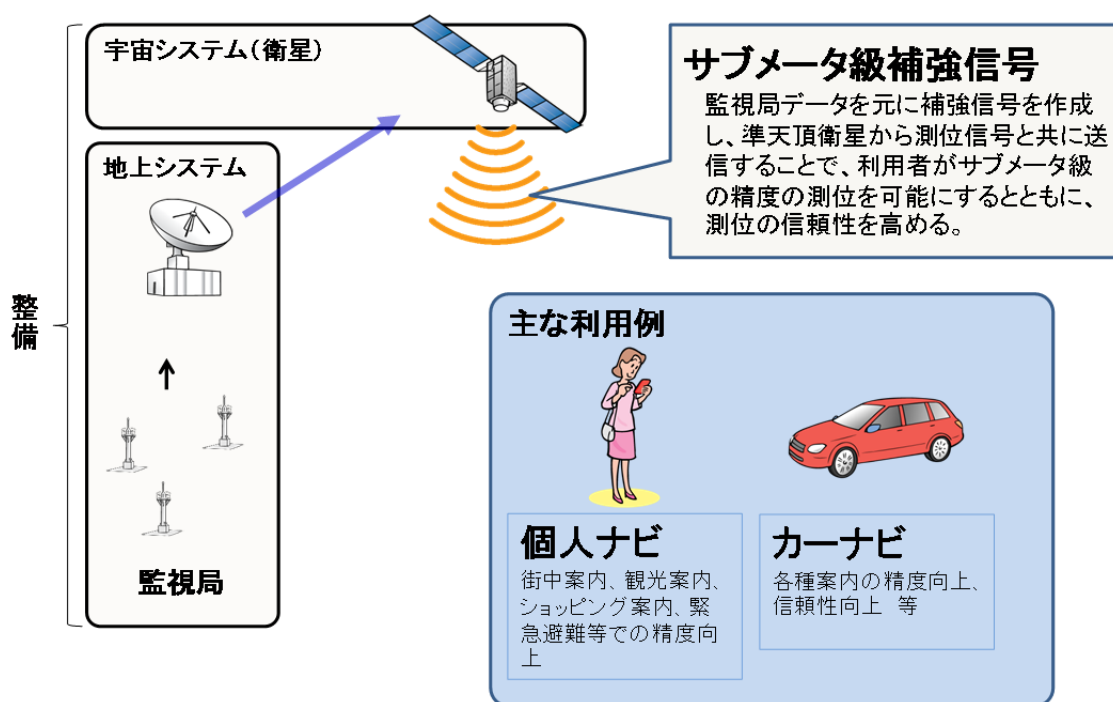 宇宙システム(衛星)
サブメータ級補強信号
監視局データを元に補強信号を作成
し、準天頂衛星から測位信号と共に送
信することで、利用者がサブメータ級
の精度の測位を可能にするとともに、
測位の信頼性を高める。
地上システム
整備
監視局
主な利用例
個人ナビ
街中案内、観光案内、
ショッピング案内、緊
急避難等での精度向
上
カーナビ
各種案内の精度向上、
信頼性向上 等